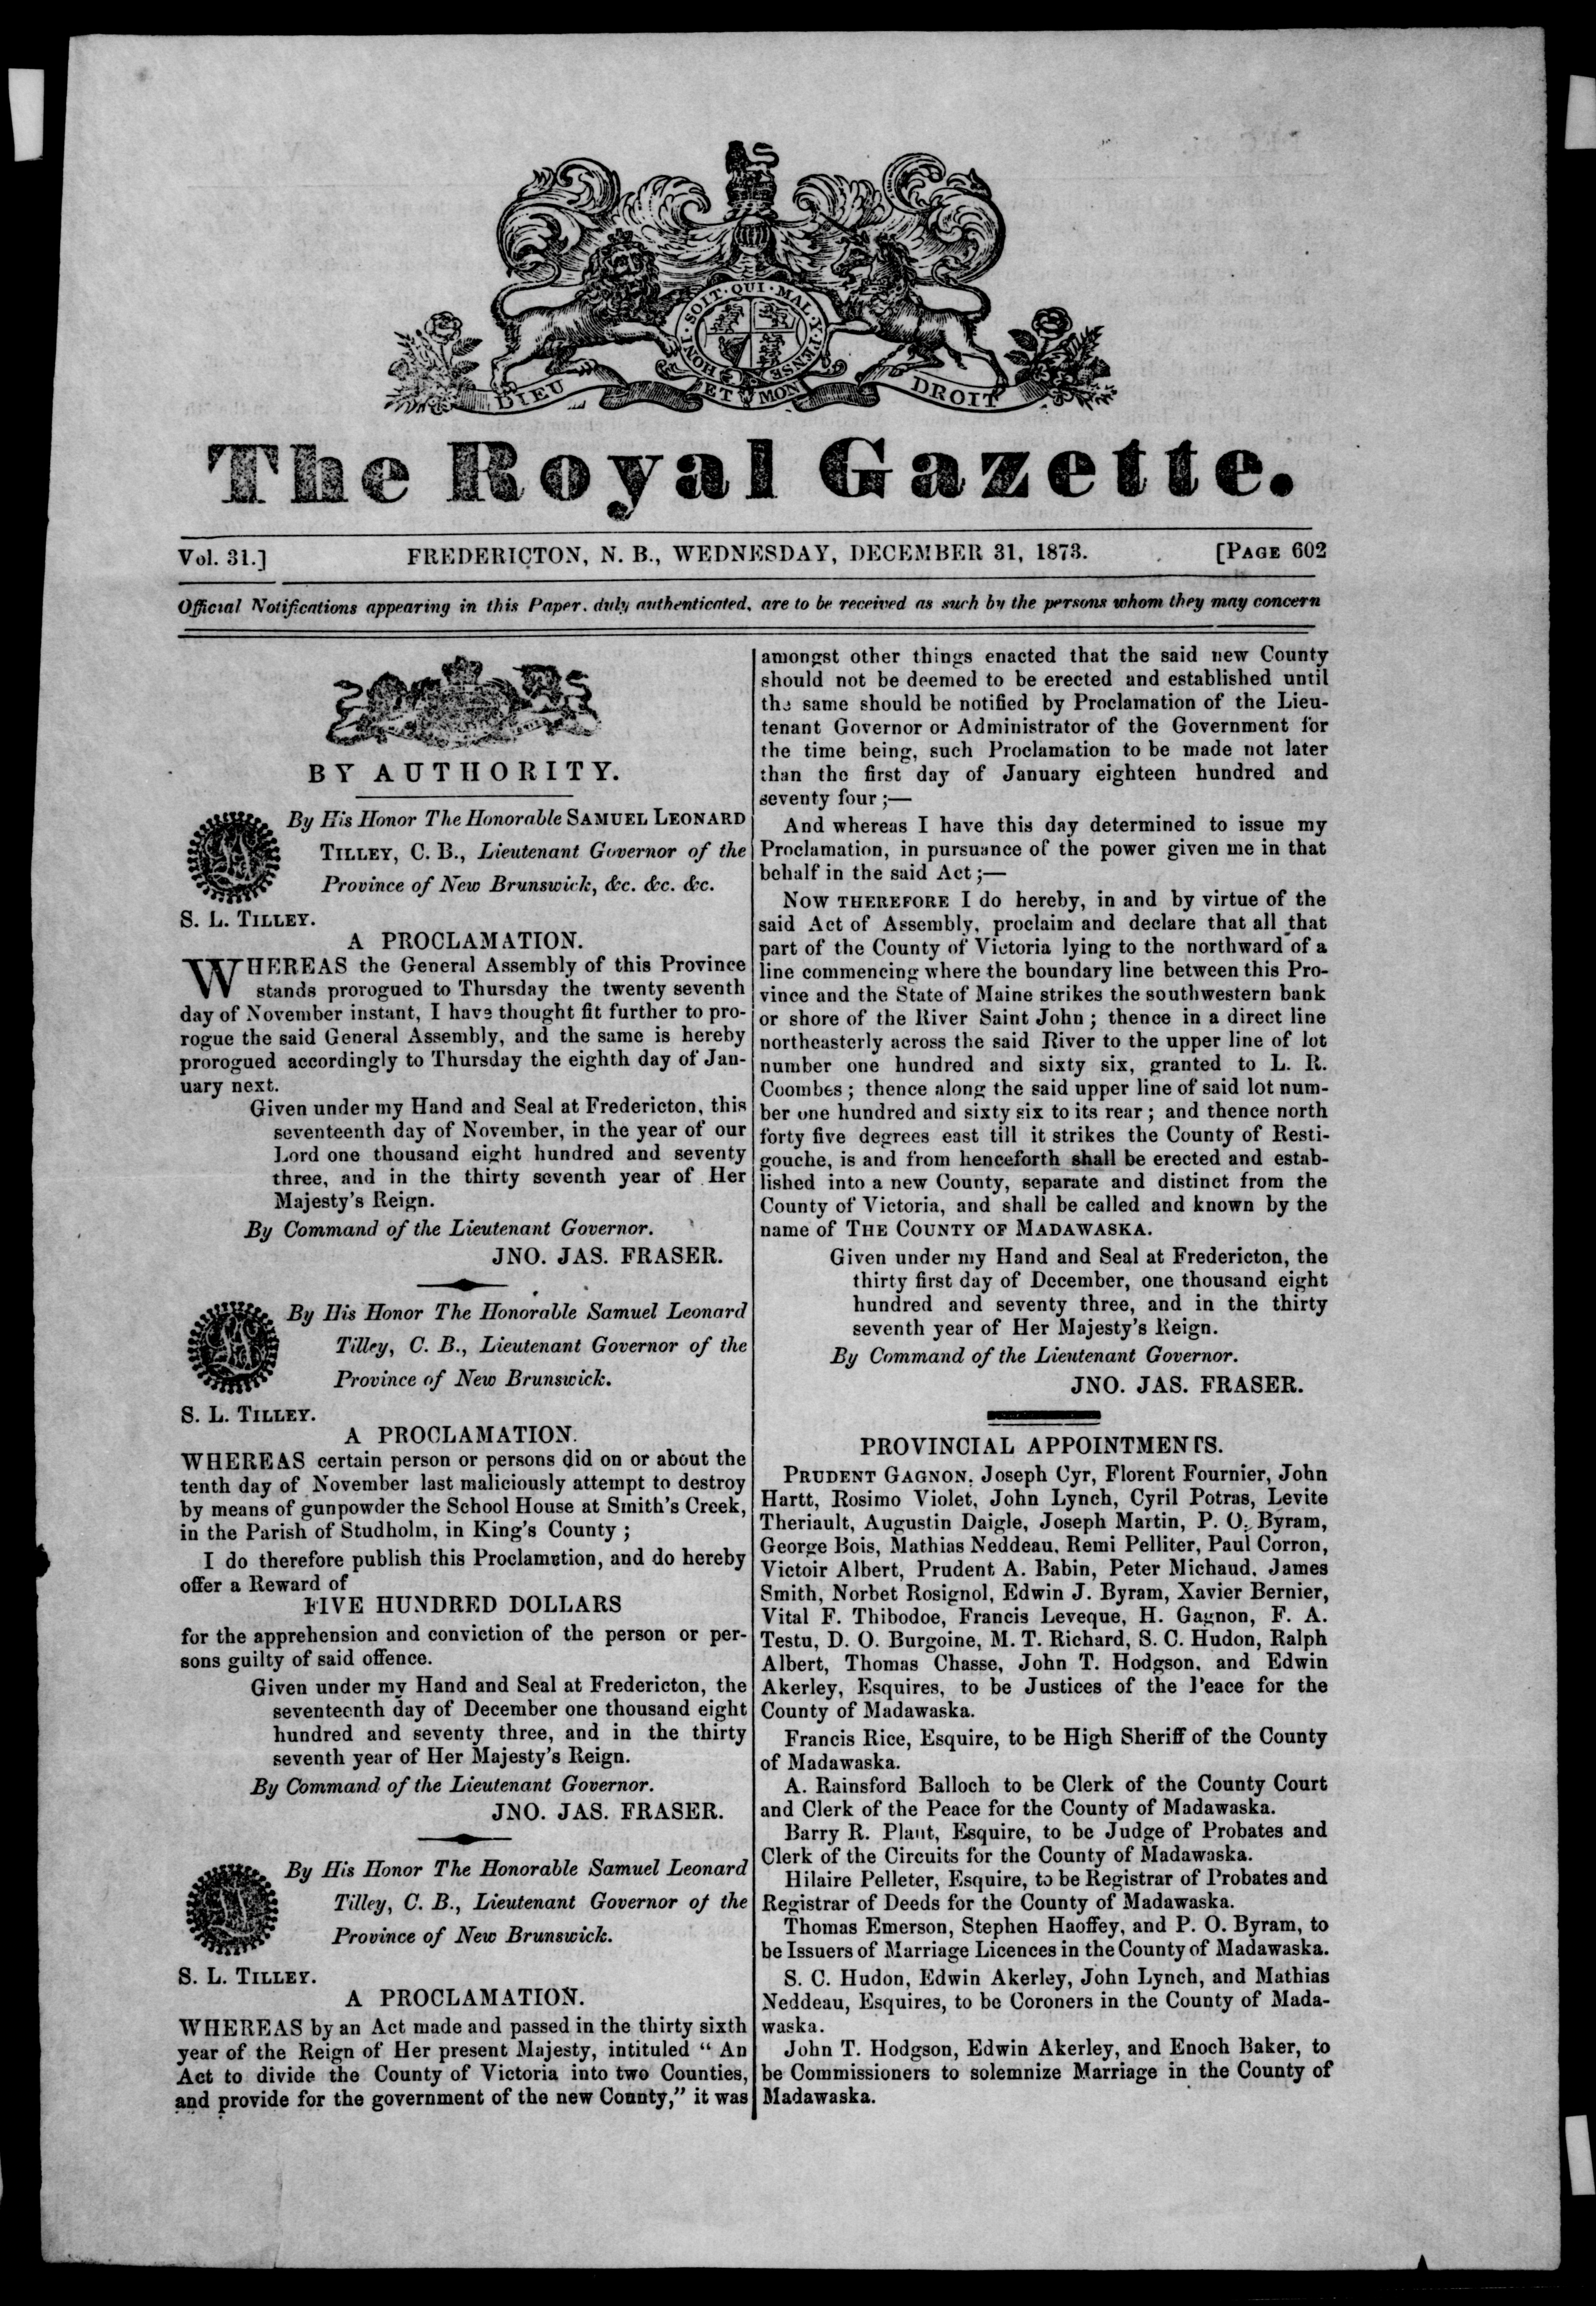 HONI · SOIT · QUI · MAL · Y · PENSE
DIEU ET MON DROIT
The Royal Gazette.
Vol. 31.] FREDERICTON, N. B., WEDNESDAY, DECEMBER 31, 1873. [PAGE 602
Official Notifications appearing in this Paper, duly authenticated, are to be received as such by the persons whom they may concern
BY AUTHORITY.
By His Honor The Honorable SAMUEL LEONARD
TILLEY, C. B., Lieutenant Governor of the
Province of New Brunswick, &c. &c. &c.
S. L. TILLEY.
A PROCLAMATION.
WHEREAS the General Assembly of this Province
stands prorogued to Thursday the twenty seventh
day of November instant, I have thought fit further to pro-
rogue the said General Assembly, and the same is hereby
prorogued accordingly to Thursday the eighth day of Jan-
uary next.
Given under my Hand and Seal at Fredericton, this
seventeenth day of November, in the year of our
Lord one thousand eight hundred and seventy
three, and in the thirty seventh year of Her
Majesty's Reign.
By Command of the Lieutenant Governor.
JNO. JAS. FRASER.
By His Honor The Honorable Samuel Leonard
Tilley, C. B., Lieutenant Governor of the
Province of New Brunswick.
S. L. TILLEY.
A PROCLAMATION.
WHEREAS certain person or persons did on or about the
tenth day of November last maliciously attempt to destroy
by means of gunpowder the School House at Smith's Creek,
in the Parish of Studholm, in King's County ;
I do therefore publish this Proclamation, and do hereby
offer a Reward of
FIVE HUNDRED DOLLARS
for the apprehension and conviction of the person or per-
sons guilty of said offence.
Given under my Hand and Seal at Fredericton, the
seventeenth day of December one thousand eight
hundred and seventy three, and in the thirty
seventh year of Her Majesty's Reign.
By Command of the Lieutenant Governor.
JNO. JAS. FRASER.
By His Honor The Honorable Samuel Leonard
Tilley, C. B., Lieutenant Governor of the
Province of New Brunswick.
S. L. TILLEY.
A PROCLAMATION.
WHEREAS by an Act made and passed in the thirty sixth
year of the Reign of Her present Majesty, intituled " An
Act to divide the County of Victoria into two Counties,
and provide for the government of the new County," it was
amongst other things enacted that the said new County
should not be deemed to be erected and established until
the same should be notified by Proclamation of the Lieu-
tenant Governor or Administrator of the Government for
the time being, such Proclamation to be made not later
than the first day of January eighteen hundred and
seventy four ;—
And whereas I have this day determined to issue my
Proclamation, in pursuance of the power given me in that
behalf in the said Act ;—
NOW THEREFORE I do hereby, in and by virtue of the
said Act of Assembly, proclaim and declare that all that
part of the County of Victoria lying to the northward of a
line commencing where the boundary line between this Pro-
vince and the State of Maine strikes the southwestern bank
or shore of the River Saint John ; thence in a direct line
northeasterly across the said River to the upper line of lot
number one hundred and sixty six, granted to L. R.
Coombes ; thence along the said upper line of said lot num-
ber one hundred and sixty six to its rear ; and thence north
forty five degrees east till it strikes the County of Resti-
gouche, is and from henceforth shall be erected and estab-
lished into a new County, separate and distinct from the
County of Victoria, and shall be called and known by the
name of THE COUNTY OF MADAWASKA.
Given under my Hand and Seal at Fredericton, the
thirty first day of December, one thousand eight
hundred and seventy three, and in the thirty
seventh year of Her Majesty's Reign.
By Command of the Lieutenant Governor.
JNO. JAS. FRASER.
PROVINCIAL APPOINTMENTS.
PRUDENT GAGNON, Joseph Cyr, Florent Fournier, John
Hartt, Rosimo Violet, John Lynch, Cyril Potras, Levite
Theriault, Augustin Daigle, Joseph Martin, P. O. Byram,
George Bois, Mathias Neddeau, Remi Pelliter, Paul Corron,
Victoir Albert, Prudent A. Babin, Peter Michaud, James
Smith, Norbet Rosignol, Edwin J. Byram, Xavier Bernier,
Vital F. Thibodoe, Francis Leveque, H. Gagnon, F. A.
Testu, D. O. Burgoine, M. T. Richard, S. C. Hudon, Ralph
Albert, Thomas Chasse, John T. Hodgson, and Edwin
Akerley, Esquires, to be Justices of the Peace for the
County of Madawaska.
Francis Rice, Esquire, to be High Sheriff of the County
of Madawaska.
A. Rainsford Balloch to be Clerk of the County Court
and Clerk of the Peace for the County of Madawaska.
Barry R. Plant, Esquire, to be Judge of Probates and
Clerk of the Circuits for the County of Madawaska.
Hilaire Pelleter, Esquire, to be Registrar of Probates and
Registrar of Deeds for the County of Madawaska.
Thomas Emerson, Stephen Haoffey, and P. O. Byram, to
be Issuers of Marriage Licences in the County of Madawaska.
S. C. Hudon, Edwin Akerley, John Lynch, and Mathias
Neddeau, Esquires, to be Coroners in the County of Mada-
waska.
John T. Hodgson, Edwin Akerley, and Enoch Baker, to
be Commissioners to solemnize Marriage in the County of
Madawaska.